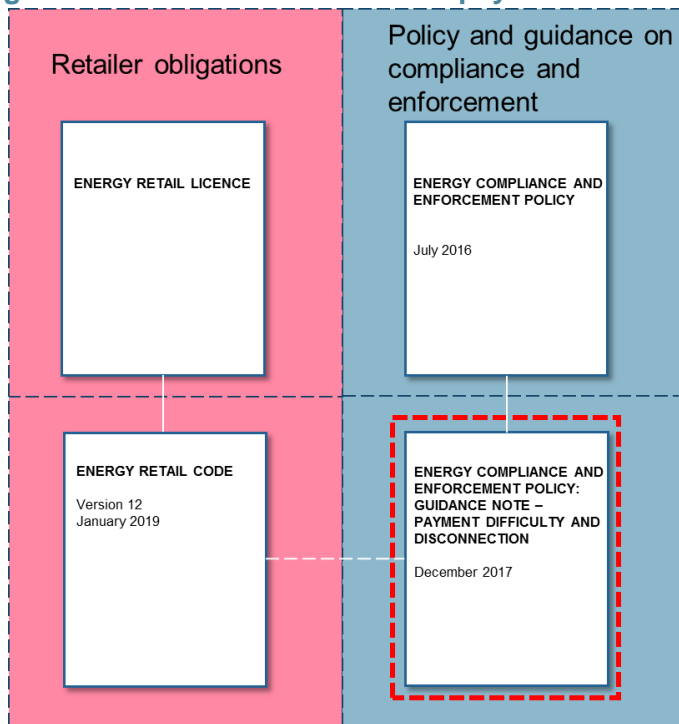 Retailer obligations
Policy and guidance on
compliance and
enforcement
ENERGY RETAIL LICENCE
ENERGY COMPLIANCE AND
ENFORCEMENT POLICY
July 2016
ENERGY RETAIL CODE
Version 12
January 2019
ENERGY COMPLIANCE AND
ENFORCEMENT POLICY:
GUIDANCE NOTE –
PAYMENT DIFFICULTY AND
DISCONNECTION
December 2017